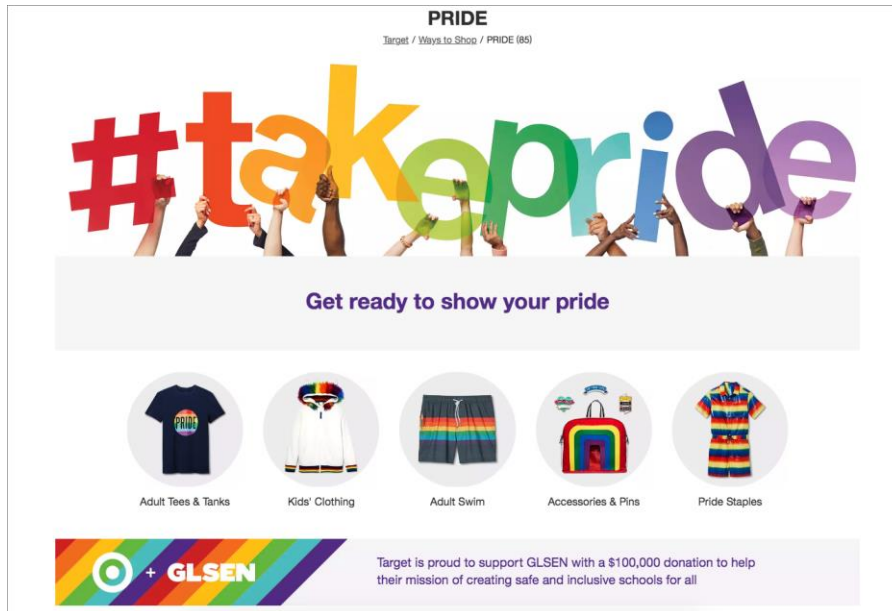 PRIDE
Target / Ways to Shop / PRIDE (85)
#takepride
Get ready to show your pride
PRIDE
Adult Tees & Tanks
Kids' Clothing
Adult Swim
Accessories & Pins
Pride Staples
+ GLSEN
Target is proud to support GLSEN with a $100,000 donation to help
their mission of creating safe and inclusive schools for all